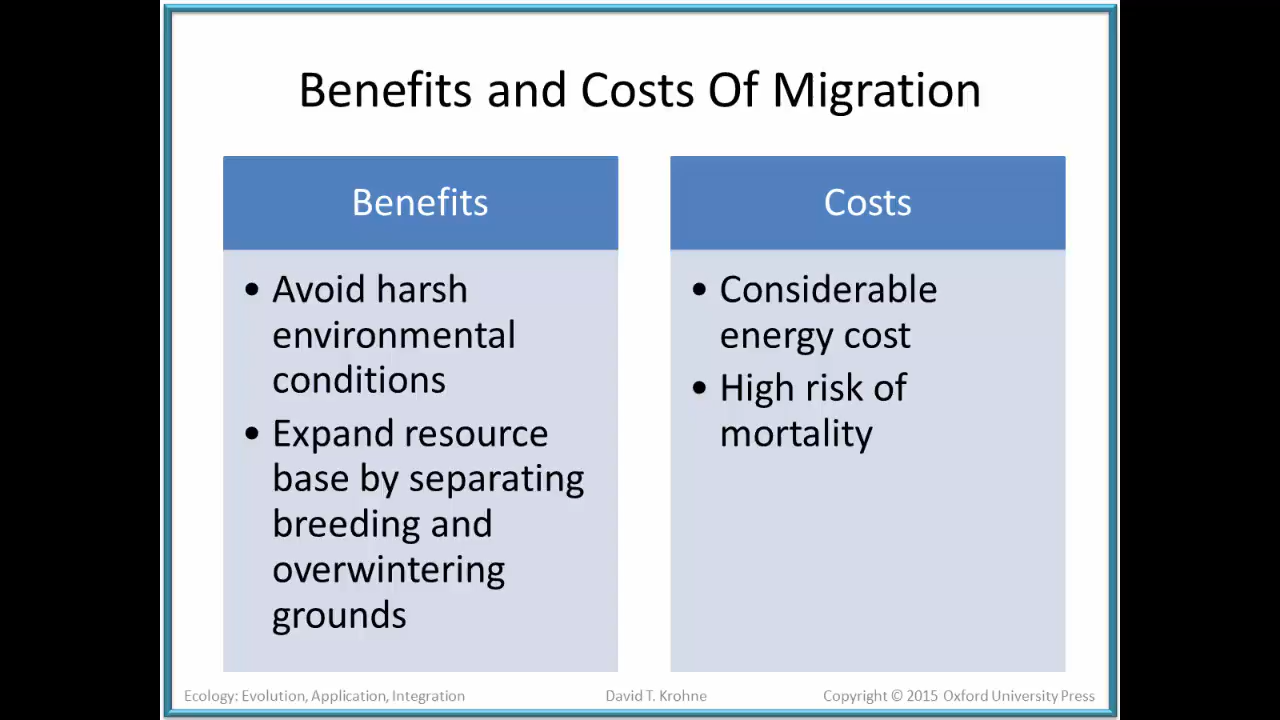 Benefits and Costs Of Migration
Benefits
• Avoid harsh
environmental
conditions
• Expand resource
base by separating
breeding and
overwintering
grounds
Costs
• Considerable
energy cost
• High risk of
mortality
Ecology: Evolution, Application, Integration
David T. Krohne
Copyright © 2015 Oxford University Press